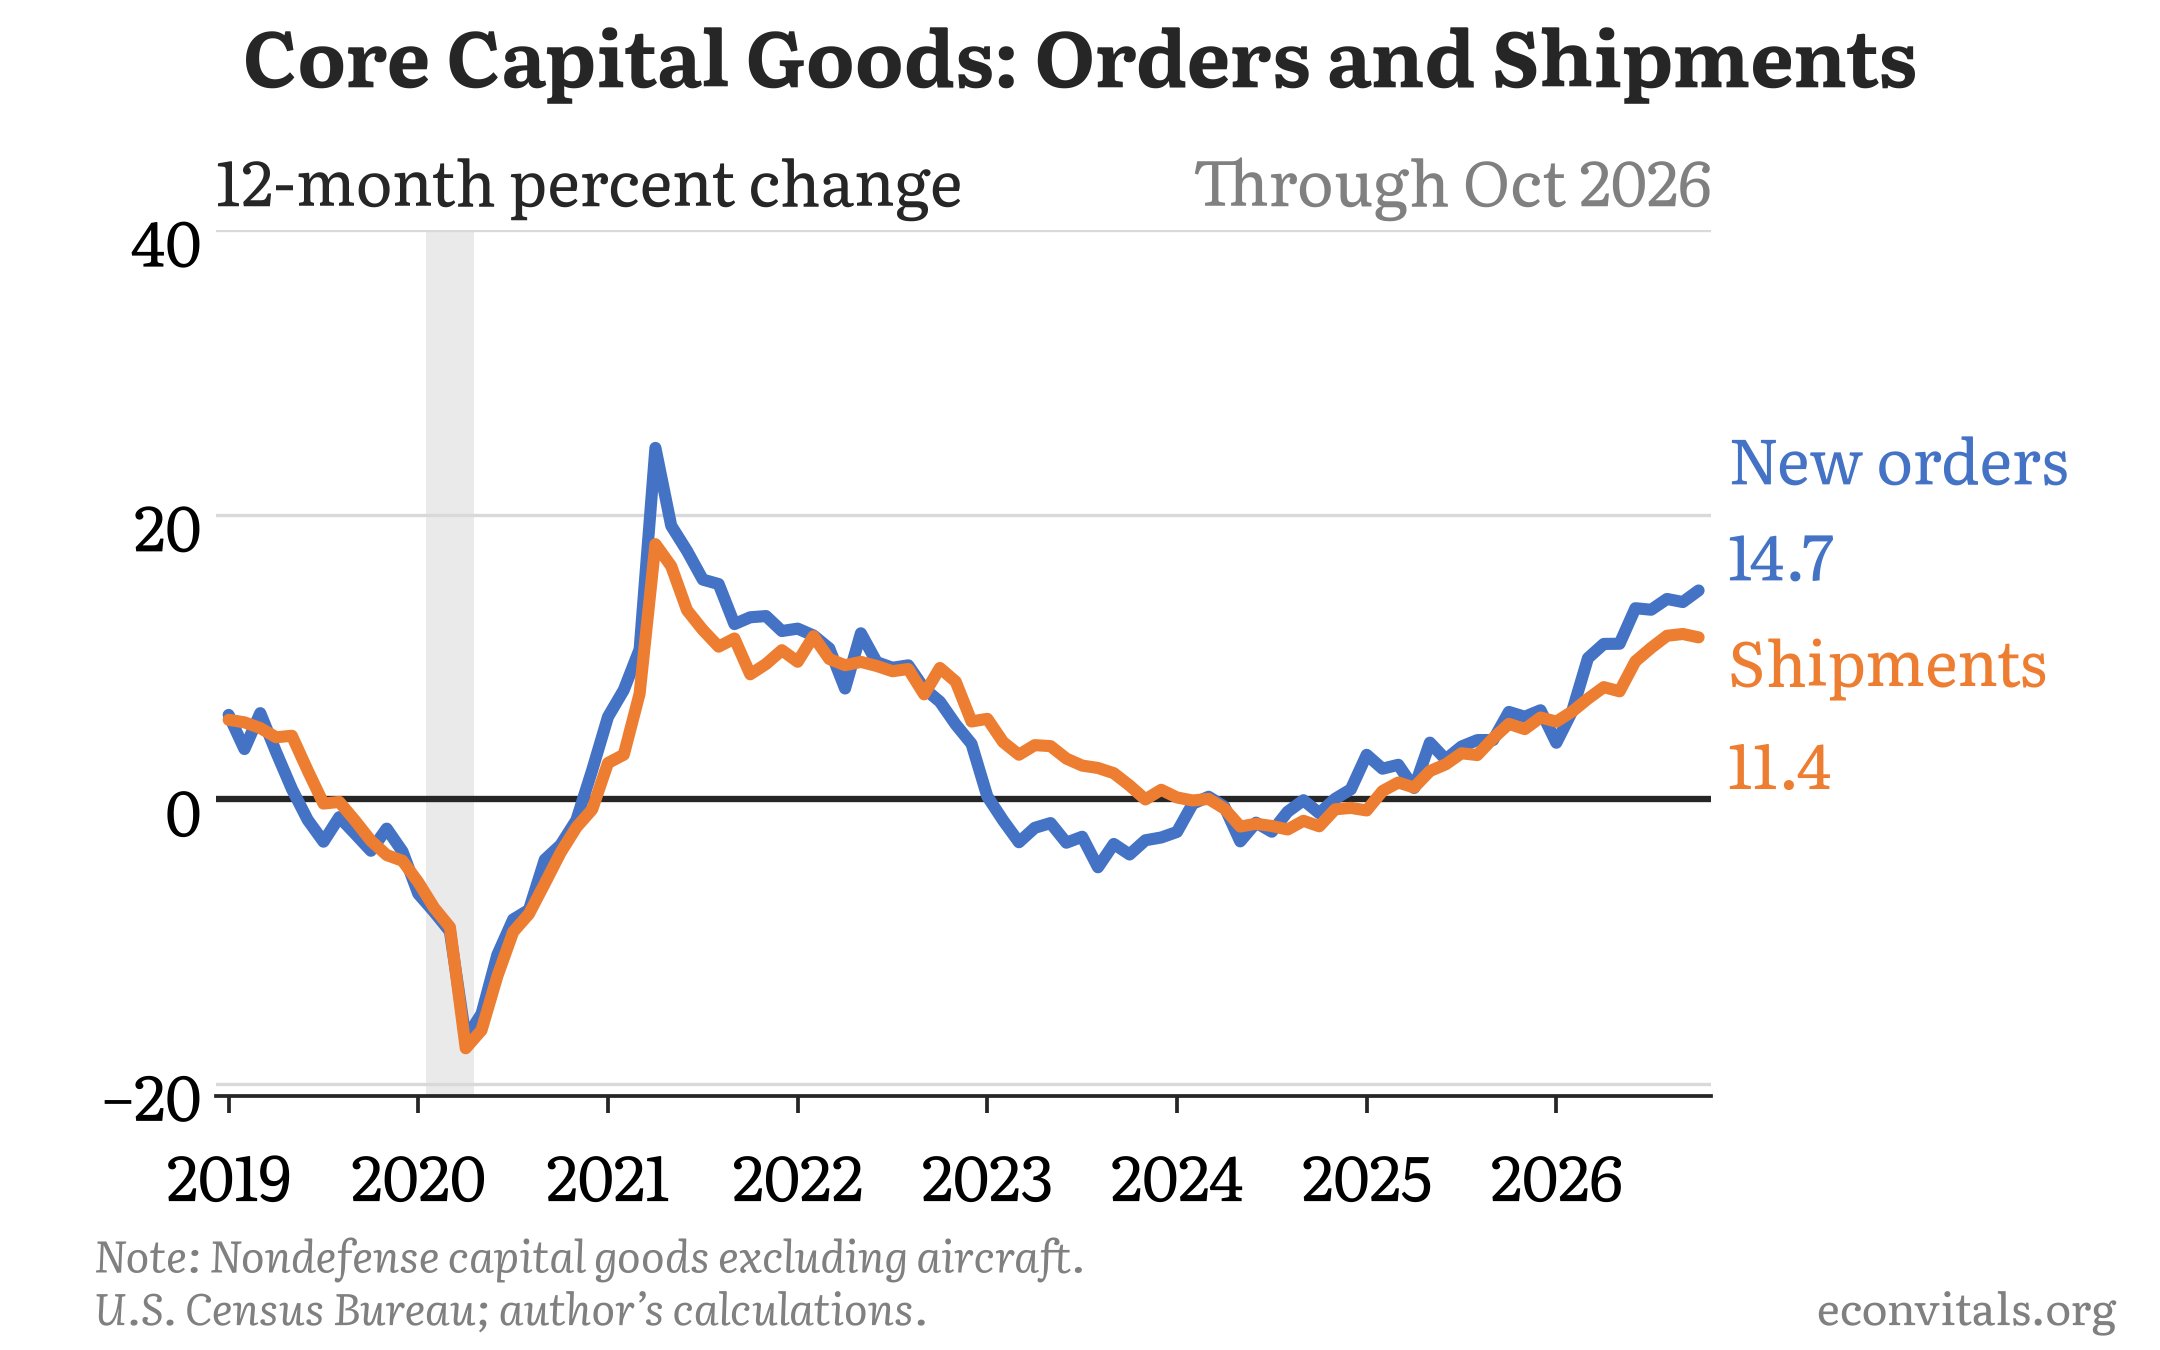 Core Capital Goods: Orders and Shipments
12-month percent change
Through Oct 2026
40
20
0
−20
New orders
14.7
Shipments
11.4
2019 2020 2021 2022 2023 2024 2025 2026
Note: Nondefense capital goods excluding aircraft.
U.S. Census Bureau; author’s calculations.
econvitals.org